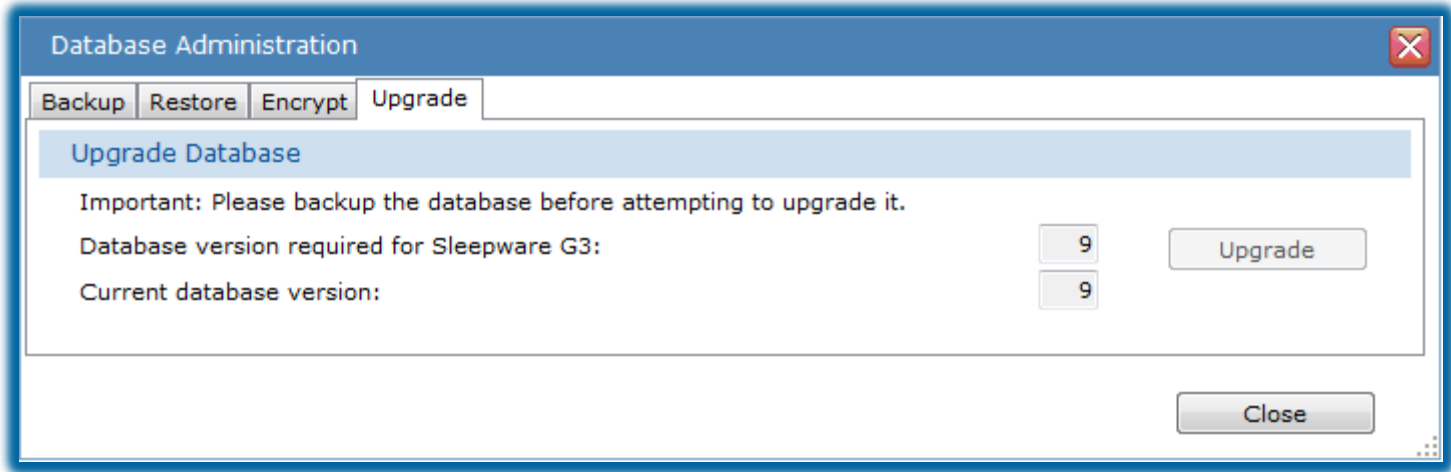 Database Administration
Backup Restore Encrypt Upgrade
Upgrade Database
Important: Please backup the database before attempting to upgrade it.
Database version required for Sleepware G3: 9 Upgrade
Current database version: 9
Close